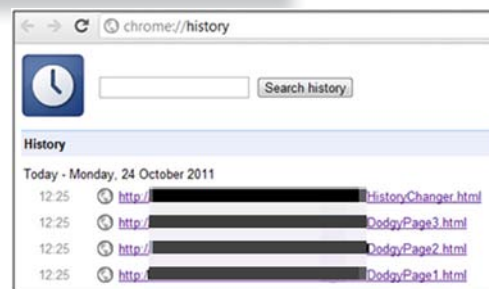 chrome://history
Search history
History
Today - Monday, 24 October 2011
12:25 http:/ HistoryChanger.html
12:25 http:/ DodgyPage3.html
12:25 http:/ DodgyPage2.html
12:25 http:/ DodgyPage1.html